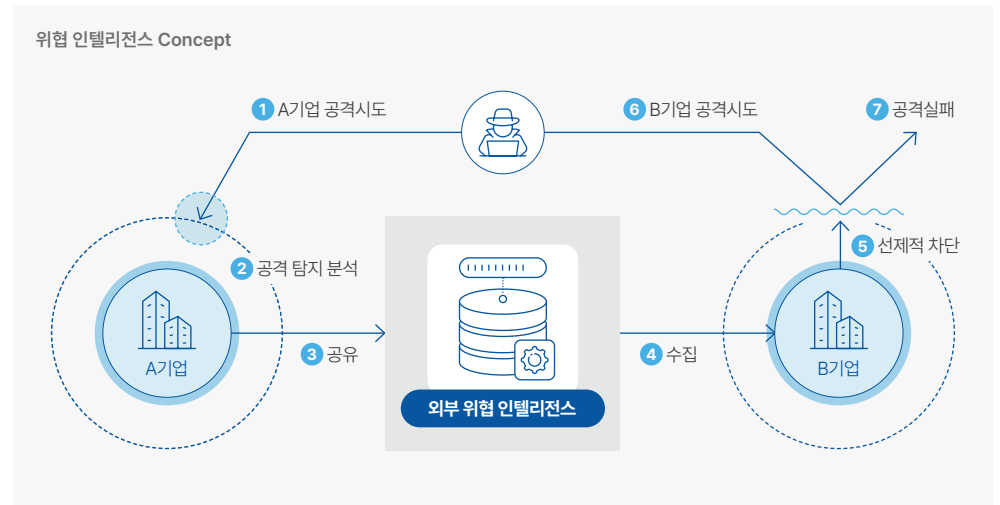 위협 인텔리전스 Concept
1 A기업 공격시도
6 B기업 공격시도
7 공격실패
2 공격 탐지 분석
5 선제적 차단
3 공유
4 수집
A기업
B기업
외부 위협 인텔리전스